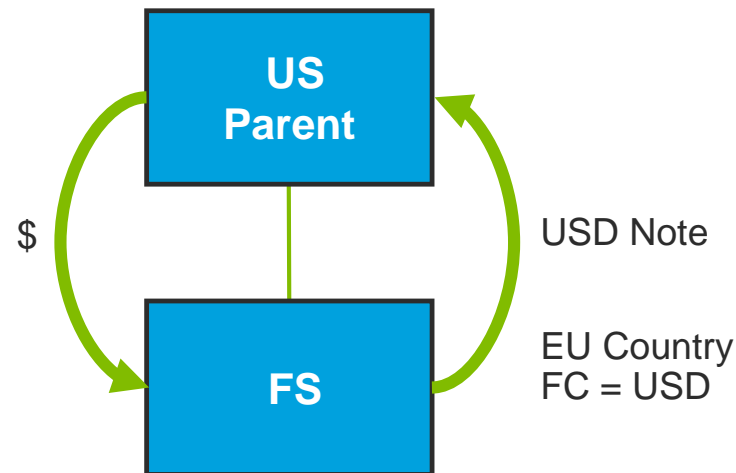 US
Parent
$
USD Note
EU Country
FC = USD
FS